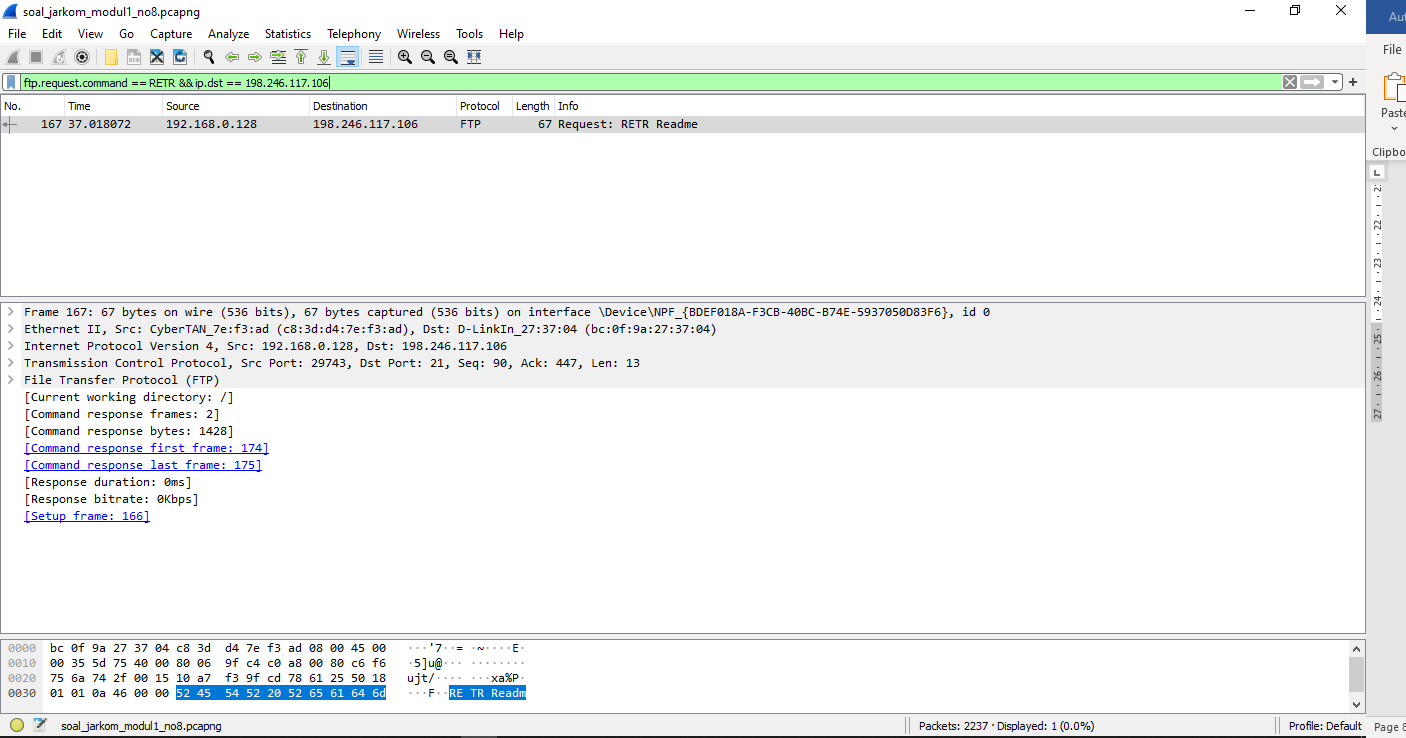 soal_jarkom_modul1_no8.pcapng
File Edit View Go Capture Analyze Statistics Telephony Wireless Tools Help
ftp.request.command == RETR && ip.dst == 198.246.117.106
No. Time Source Destination Protocol Length Info
167 37.018072 192.168.0.128 198.246.117.106 FTP 67 Request: RETR Readme
Frame 167: 67 bytes on wire (536 bits), 67 bytes captured (536 bits) on interface \Device\NPF_{BDEF018A-F3CB-40BC-B74E-5937050D83F6}, id 0
Ethernet II, Src: CyberTAN_7e:f3:ad (c8:3d:d4:7e:f3:ad), Dst: D-LinkIn_27:37:04 (bc:0f:9a:27:37:04)
Internet Protocol Version 4, Src: 192.168.0.128, Dst: 198.246.117.106
Transmission Control Protocol, Src Port: 29743, Dst Port: 21, Seq: 90, Ack: 447, Len: 13
File Transfer Protocol (FTP)
[Current working directory: /]
[Command response frames: 2]
[Command response bytes: 1428]
[Command response first frame: 174]
[Command response last frame: 175]
[Response duration: 0ms]
[Response bitrate: 0Kbps]
[Setup frame: 166]
0000 bc 0f 9a 27 37 04 c8 3d d4 7e f3 ad 08 00 45 00 ···'7··= ·~····E·
0010 00 35 5d 75 40 00 80 06 9f c4 c0 a8 00 80 c6 f6 ·5]u@··· ········
0020 75 6a 74 2f 00 15 10 a7 f3 9f cd 78 61 25 50 18 ujt/···· ···xa%P·
0030 01 01 0a 46 00 00 52 45 54 52 20 52 65 61 64 6d ···F··RE TR Readm
soal_jarkom_modul1_no8.pcapng
Packets: 2237 · Displayed: 1 (0.0%)
Profile: Default
Aut
File
Paste
Clipbo
22
23
24
25
26
27
Page 8